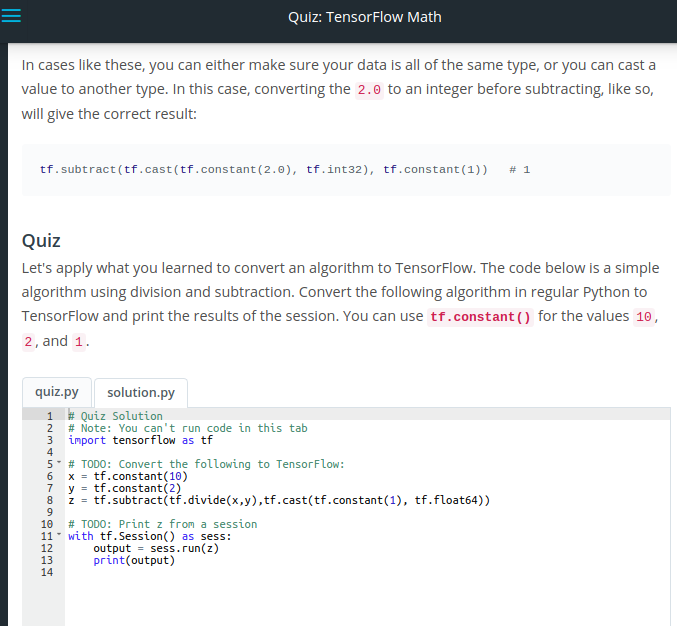 Quiz: TensorFlow Math
In cases like these, you can either make sure your data is all of the same type, or you can cast a
value to another type. In this case, converting the 2.0 to an integer before subtracting, like so,
will give the correct result:
tf.subtract(tf.cast(tf.constant(2.0), tf.int32), tf.constant(1))   # 1
Quiz
Let's apply what you learned to convert an algorithm to TensorFlow. The code below is a simple
algorithm using division and subtraction. Convert the following algorithm in regular Python to
TensorFlow and print the results of the session. You can use tf.constant() for the values 10,
2, and 1.
quiz.py solution.py
1 # Quiz Solution
2 # Note: You can't run code in this tab
3 import tensorflow as tf
4
5 # TODO: Convert the following to TensorFlow:
6 x = tf.constant(10)
7 y = tf.constant(2)
8 z = tf.subtract(tf.divide(x,y),tf.cast(tf.constant(1), tf.float64))
9
10 # TODO: Print z from a session
11 with tf.Session() as sess:
12     output = sess.run(z)
13     print(output)
14